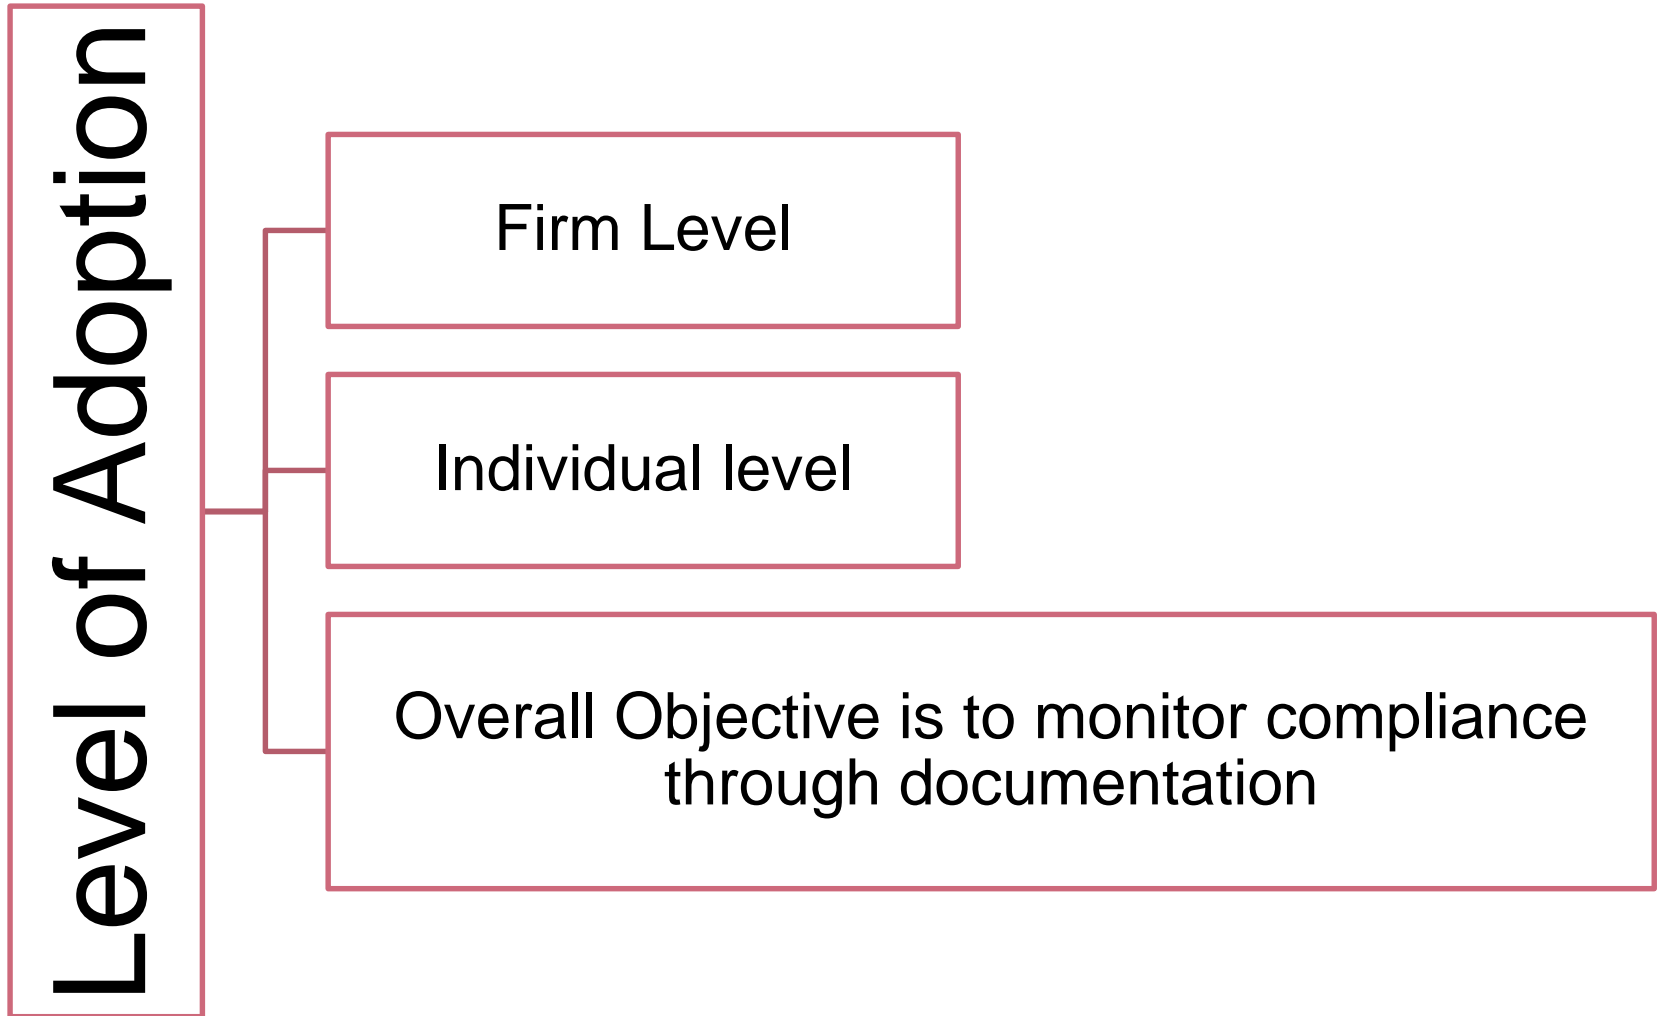 Level of Adoption
Firm Level
Individual level
Overall Objective is to monitor compliance
through documentation